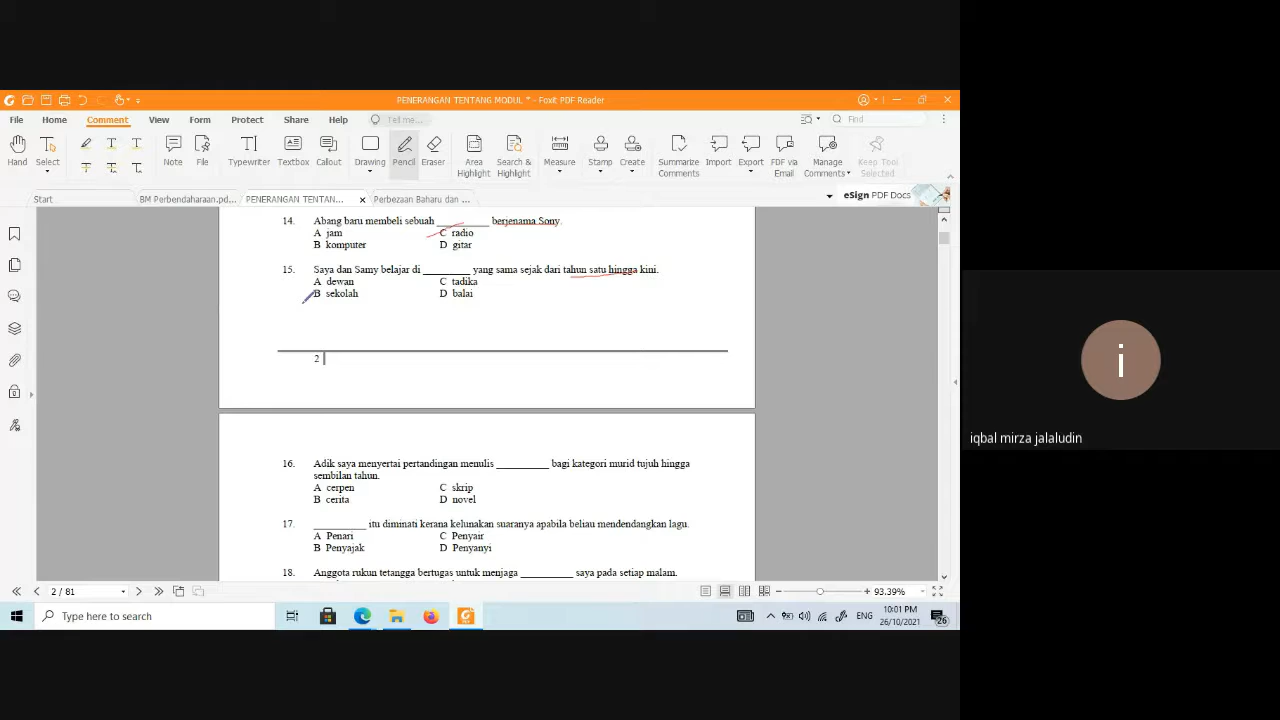 PENERANGAN TENTANG MODUL * - Foxit PDF Reader
File Home Comment View Form Protect Share Help Tell me... Find
Hand Select Note File Typewriter Textbox Callout Drawing Pencil Eraser Area Highlight Search & Highlight Measure Stamp Create Summarize Comments Import Export FDF via Email Manage Comments Keep Tool Selected
Start BM Perbendaharaan.pd... PENERANGAN TENTAN... Perbezaan Baharu dan ... eSign PDF Docs
14. Abang baru membeli sebuah __________ berjenama Sony.
A jam C radio
B komputer D gitar
15. Saya dan Samy belajar di _________ yang sama sejak dari tahun satu hingga kini.
A dewan C tadika
B sekolah D balai
2
16. Adik saya menyertai pertandingan menulis __________ bagi kategori murid tujuh hingga
sembilan tahun.
A cerpen C skrip
B cerita D novel
17. __________ itu diminati kerana kelunakan suaranya apabila beliau mendendangkan lagu.
A Penari C Penyair
B Penyajak D Penyanyi
18. Anggota rukun tetangga bertugas untuk menjaga __________ saya pada setiap malam.
2 / 81 93.39%
Type here to search ENG 10:01 PM 26/10/2021 26
i
iqbal mirza jalaludin